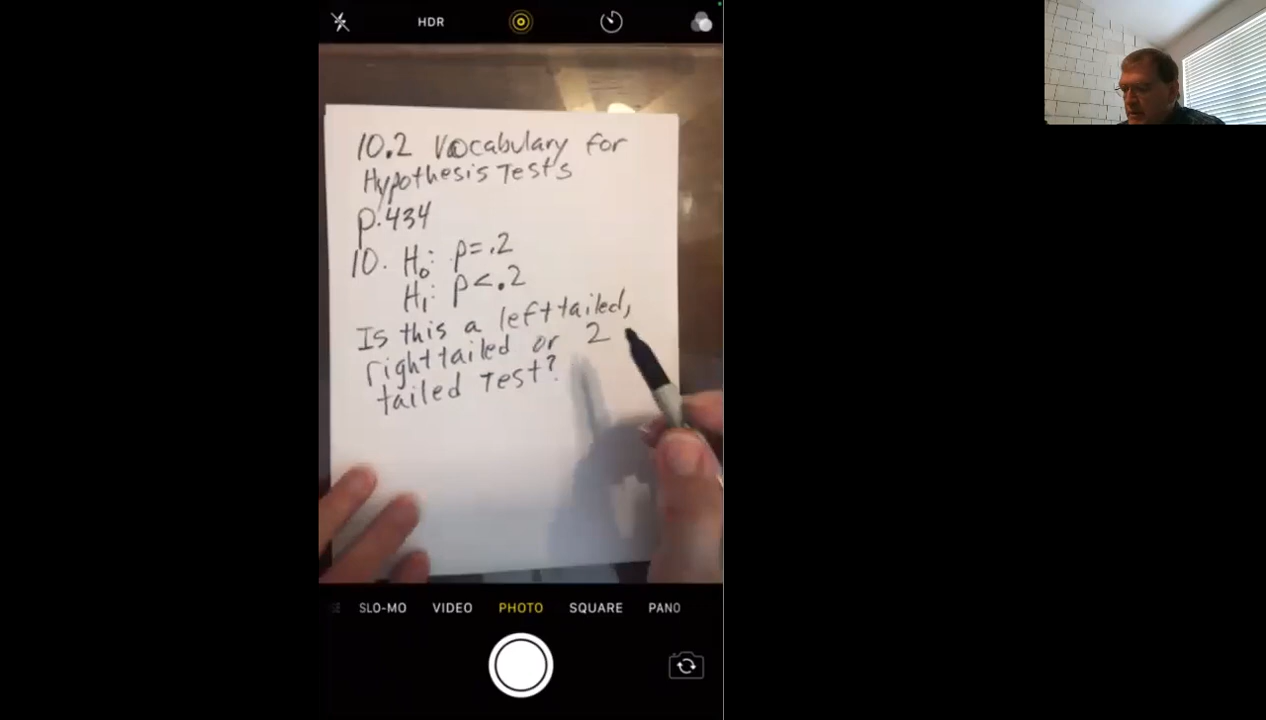 HDR
10.2 Vocabulary for
Hypothesis Tests
p.434
10. H₀: p=.2
H₁: p<.2
Is this a left tailed,
right tailed or 2
tailed Test?
SLO-MO VIDEO PHOTO SQUARE PANO